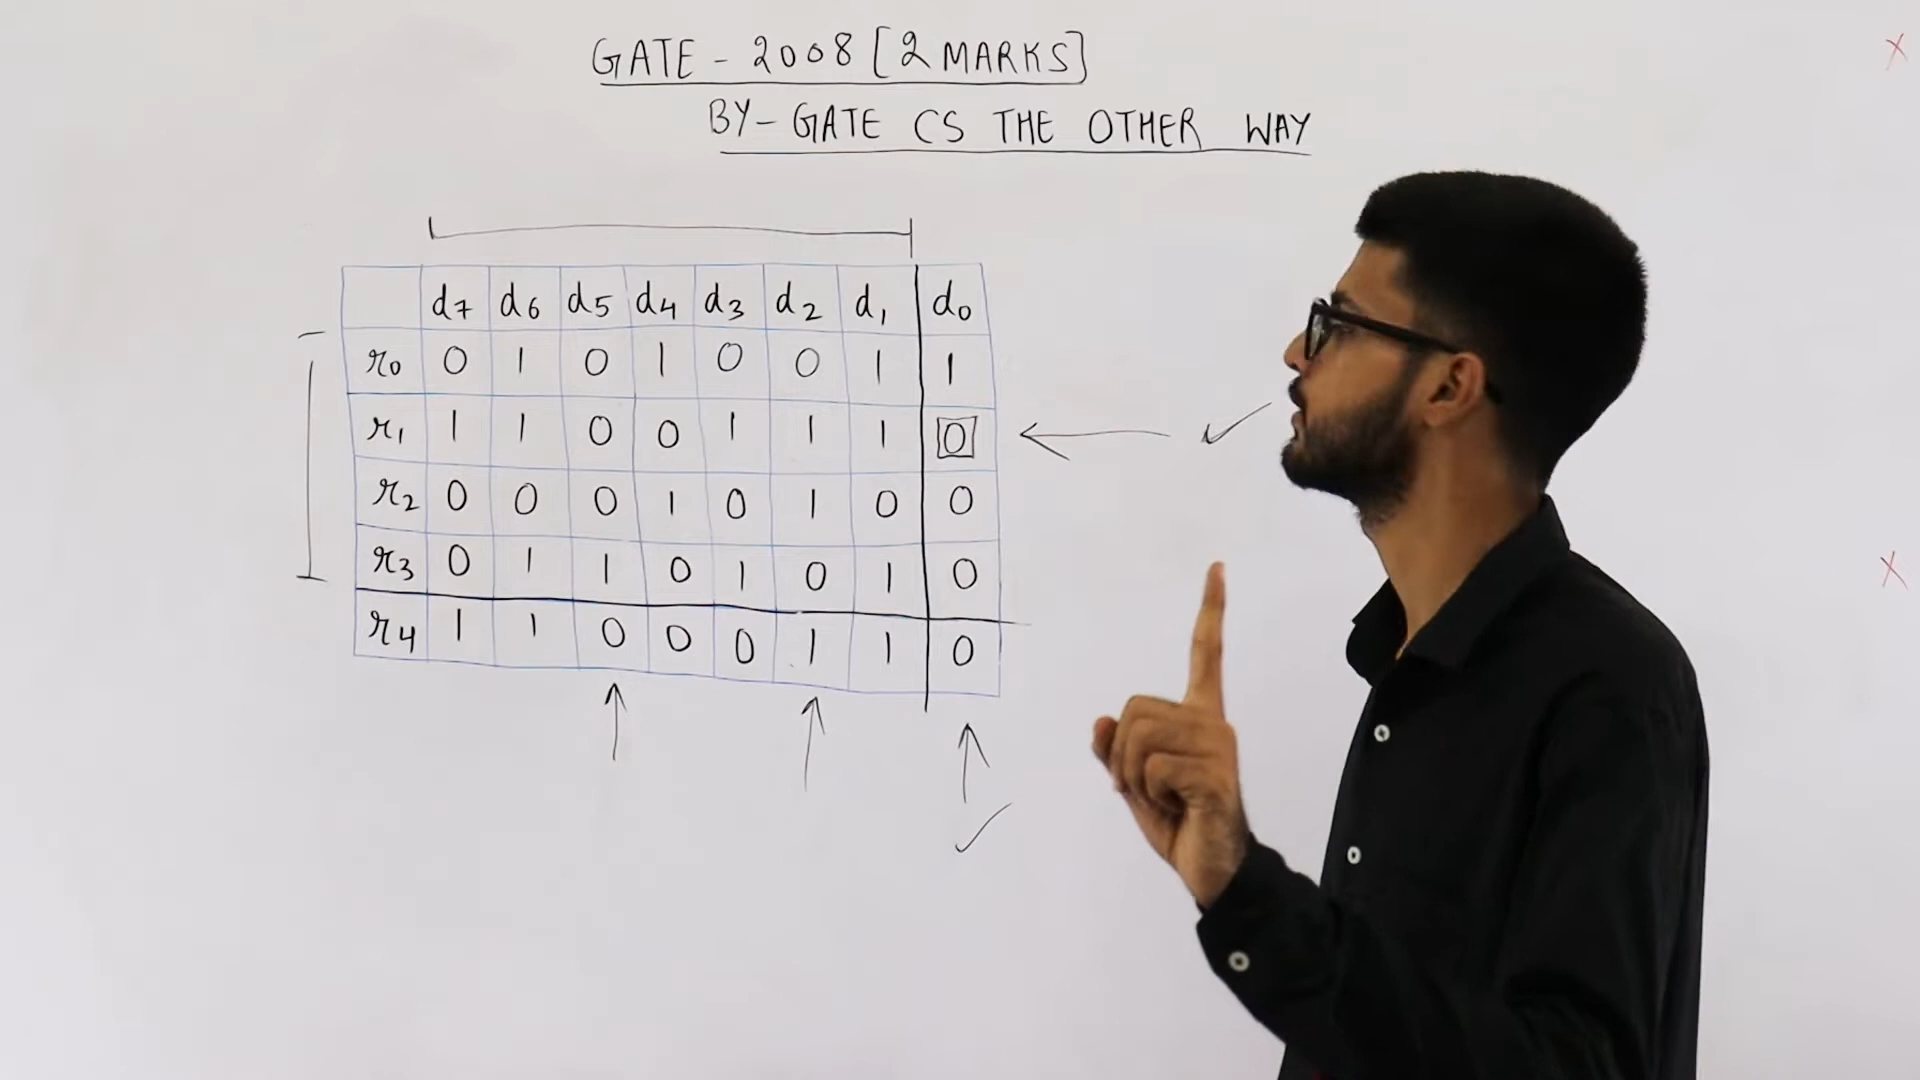 GATE - 2008 [2 MARKS]
BY - GATE CS THE OTHER WAY
d7 d6 d5 d4 d3 d2 d1 d0
r0 0 1 0 1 0 0 1 1
r1 1 1 0 0 1 1 1 0
r2 0 0 0 1 0 1 0 0
r3 0 1 1 0 1 0 1 0
r4 1 1 0 0 0 1 1 0